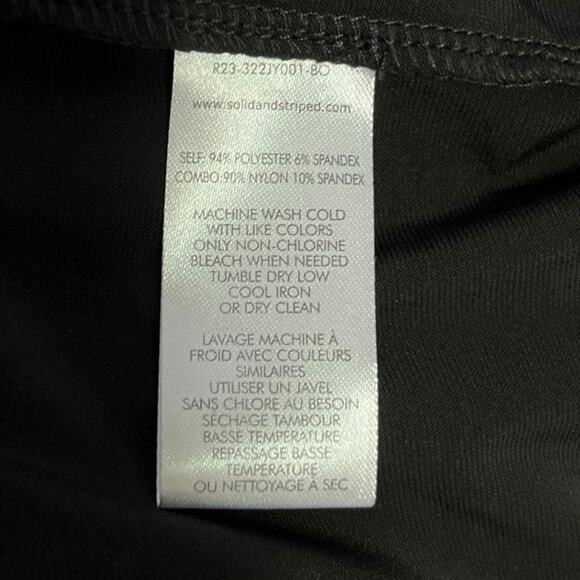 R23-322JY001-BO
www.solidandstriped.com
SELF: 94% POLYESTER 6% SPANDEX
COMBO:90% NYLON 10% SPANDEX
MACHINE WASH COLD
WITH LIKE COLORS
ONLY NON-CHLORINE
BLEACH WHEN NEEDED
TUMBLE DRY LOW
COOL IRON
OR DRY CLEAN
LAVAGE MACHINE À
FROID AVEC COULEURS
SIMILAIRES
UTILISER UN JAVEL
SANS CHLORE AU BESOIN
SECHAGE TAMBOUR
BASSE TEMPÉRATURE
REPASSAGE BASSE
TEMPÉRATURE
OU NETTOYAGE À SEC